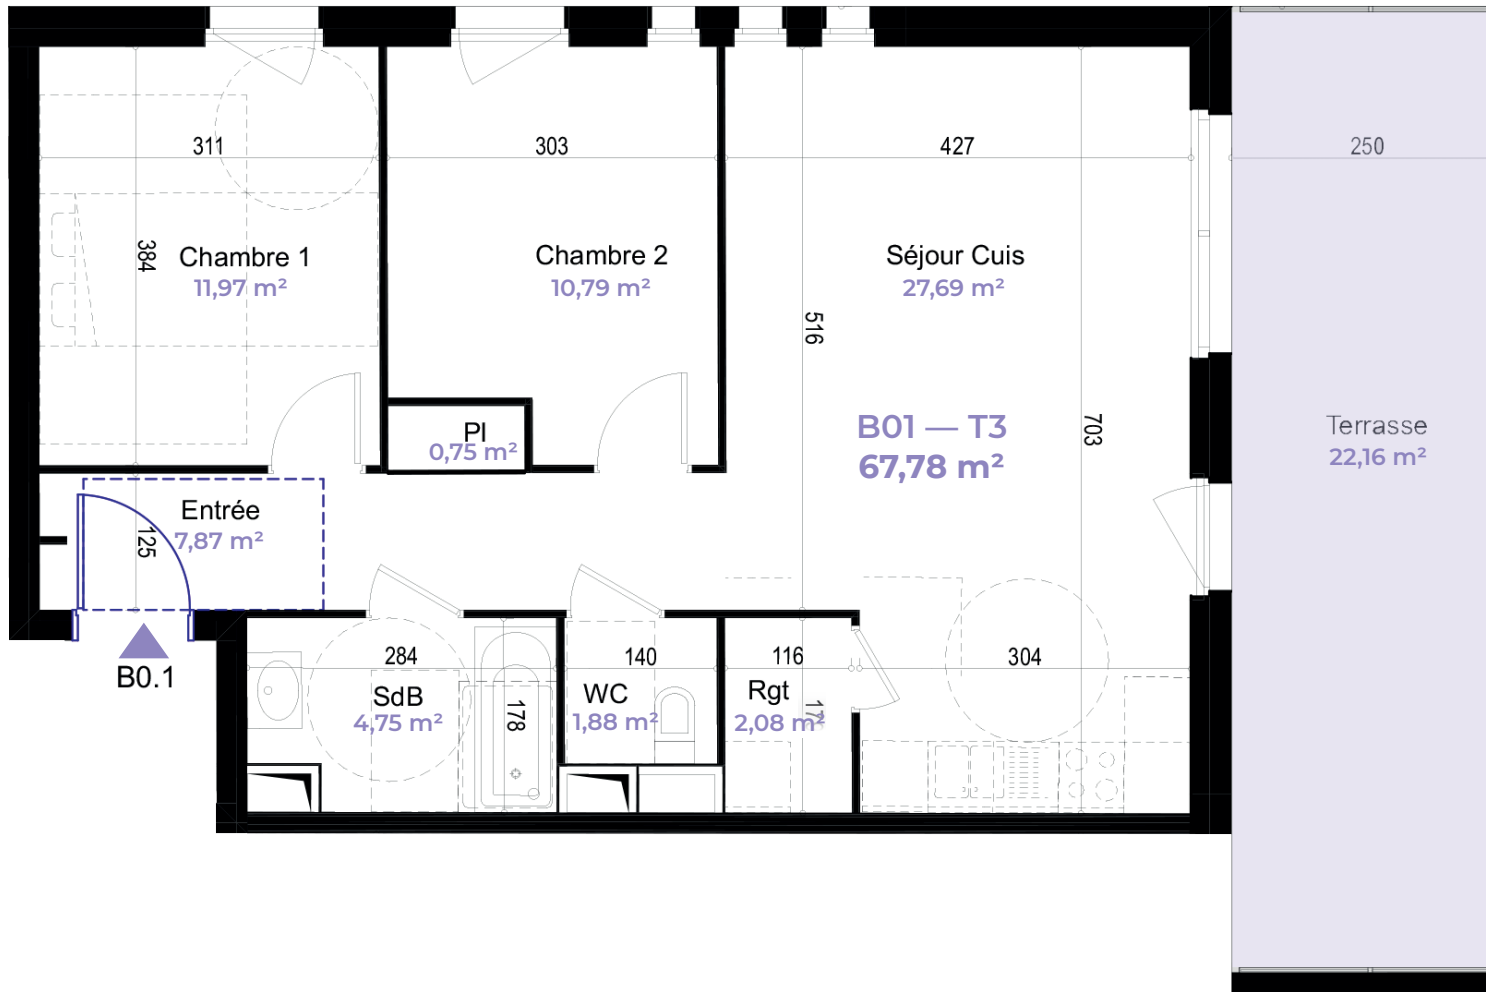 311
303
427
250
384
Chambre 1
11,97 m²
Chambre 2
10,79 m²
Séjour Cuis
27,69 m²
516
B01 — T3
67,78 m²
703
Terrasse
22,16 m²
Pl
0,75 m²
Entrée
7,87 m²
125
B0.1
284
140
116
304
SdB
4,75 m²
178
WC
1,88 m²
Rgt
2,08 m²